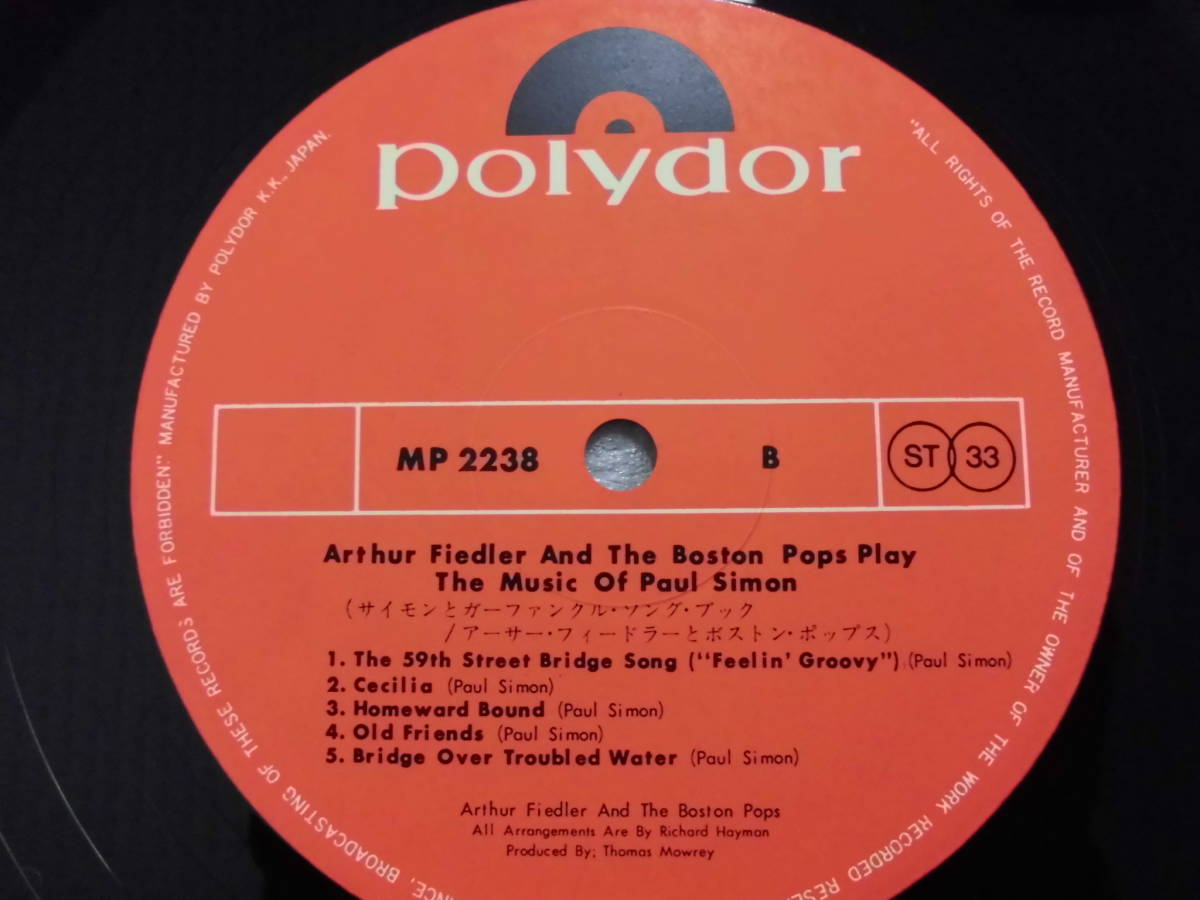 polydor
"ALL RIGHTS OF THE RECORD MANUFACTURER AND OF THE OWNER OF THE WORK RECORDED RESE
NCE, BROADCASTING OF THESE RECORDS ARE FORBIDDEN" MANUFACTURED BY POLYDOR K.K., JAPAN.
MP 2238 B ST 33
Arthur Fiedler And The Boston Pops Play
The Music Of Paul Simon
(サイモンとガーファンクル・ソング・ブック
/アーサー・フィードラーとボストン・ポップス)
1. The 59th Street Bridge Song ("Feelin' Groovy") (Paul Simon)
2. Cecilia (Paul Simon)
3. Homeward Bound (Paul Simon)
4. Old Friends (Paul Simon)
5. Bridge Over Troubled Water (Paul Simon)
Arthur Fiedler And The Boston Pops
All Arrangements Are By Richard Hayman
Produced By; Thomas Mowrey